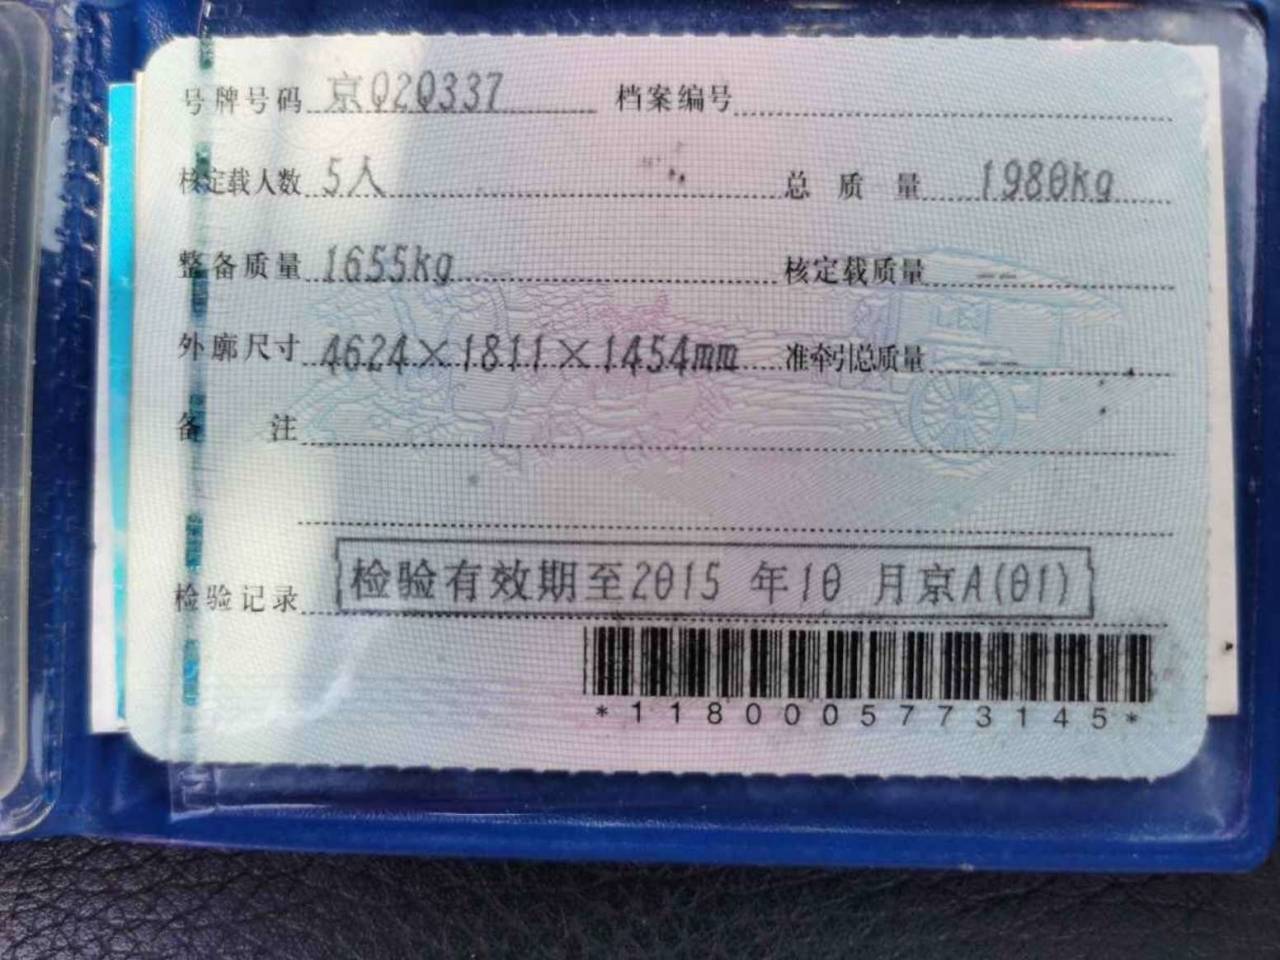 号牌号码 京Q2Q337 档案编号
核定载人数 5人 总质量 1980kg
整备质量 1655kg 核定载质量 --
外廓尺寸 4624×1811×1454mm 准牵引总质量 --
备注
检验记录 检验有效期至2015年10月京A(01)
*1180005773145*